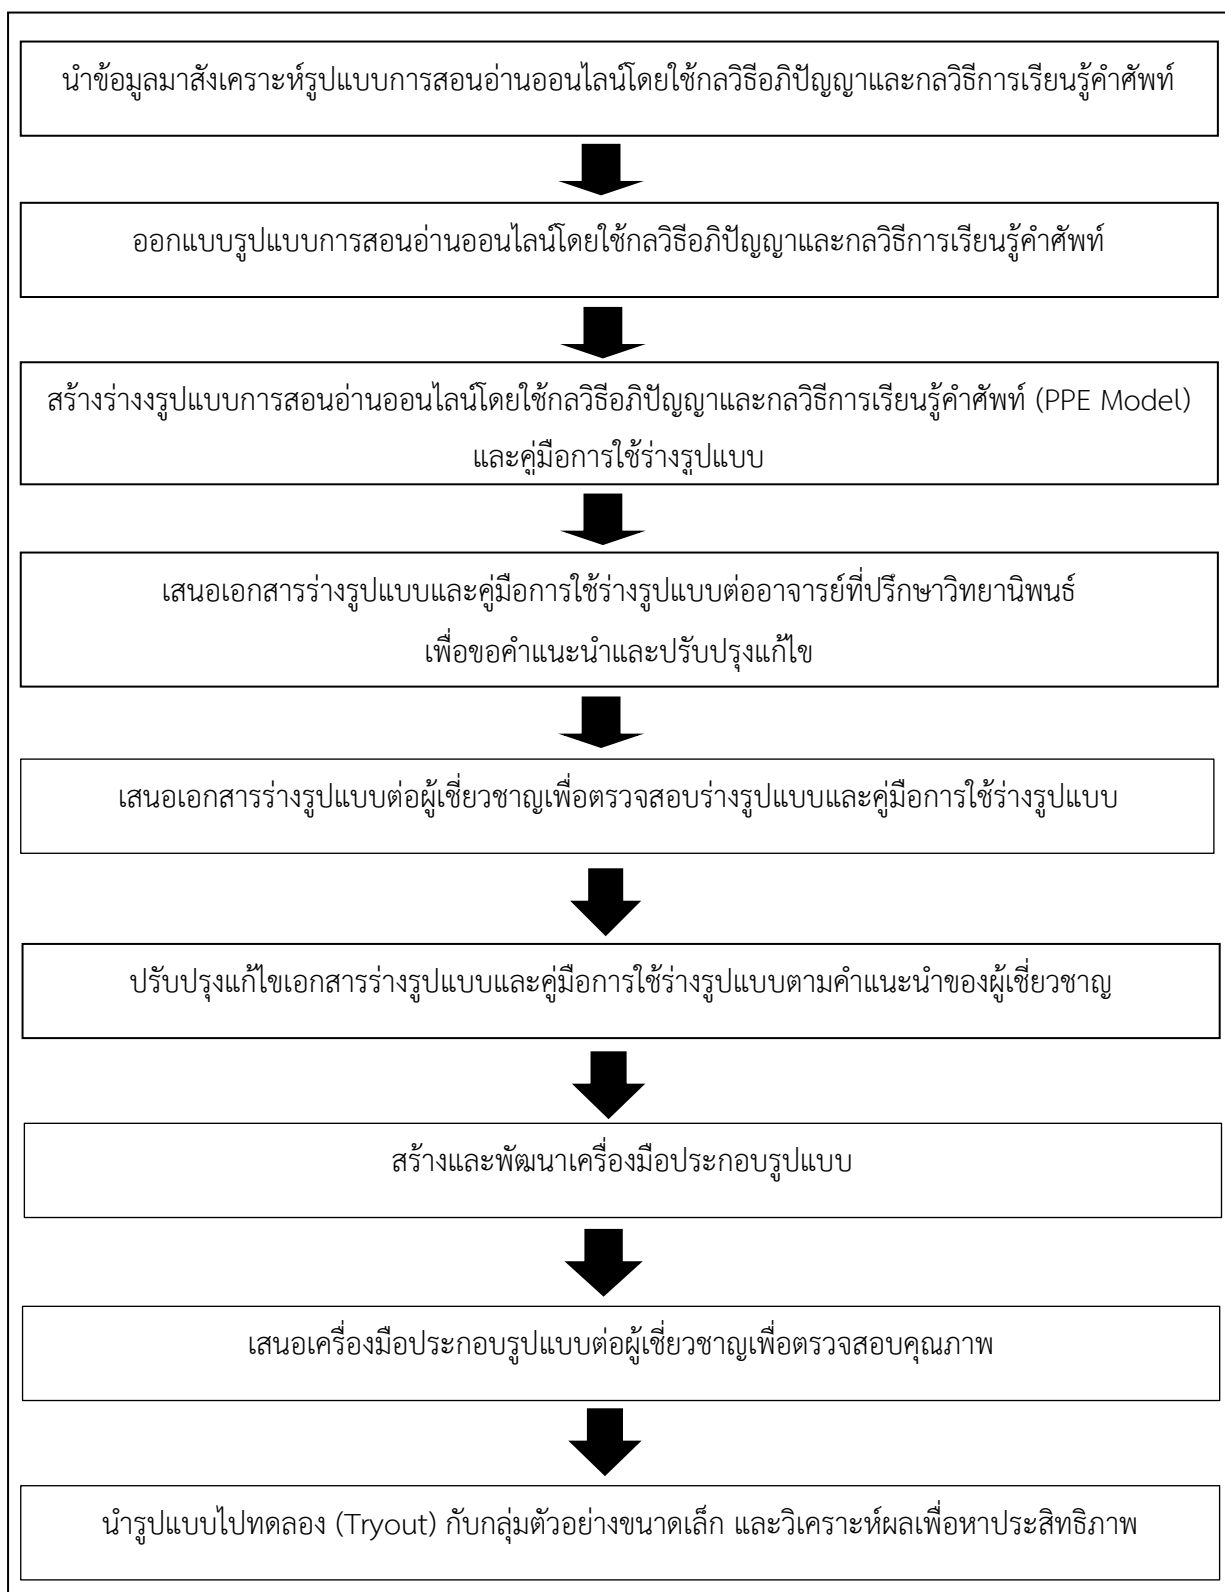 นำข้อมูลมาสังเคราะห์รูปแบบการสอนอ่านออนไลน์โดยใช้กลวิธีอภิปัญญาและกลวิธีการเรียนรู้คำศัพท์
ออกแบบรูปแบบการสอนอ่านออนไลน์โดยใช้กลวิธีอภิปัญญาและกลวิธีการเรียนรู้คำศัพท์
สร้างร่างงรูปแบบการสอนอ่านออนไลน์โดยใช้กลวิธีอภิปัญญาและกลวิธีการเรียนรู้คำศัพท์ (PPE Model)
และคู่มือการใช้ร่างรูปแบบ
เสนอเอกสารร่างรูปแบบและคู่มือการใช้ร่างรูปแบบต่ออาจารย์ที่ปรึกษาวิทยานิพนธ์
เพื่อขอคำแนะนำและปรับปรุงแก้ไข
เสนอเอกสารร่างรูปแบบต่อผู้เชี่ยวชาญเพื่อตรวจสอบร่างรูปแบบและคู่มือการใช้ร่างรูปแบบ
ปรับปรุงแก้ไขเอกสารร่างรูปแบบและคู่มือการใช้ร่างรูปแบบตามคำแนะนำของผู้เชี่ยวชาญ
สร้างและพัฒนาเครื่องมือประกอบรูปแบบ
เสนอเครื่องมือประกอบรูปแบบต่อผู้เชี่ยวชาญเพื่อตรวจสอบคุณภาพ
นำรูปแบบไปทดลอง (Tryout) กับกลุ่มตัวอย่างขนาดเล็ก และวิเคราะห์ผลเพื่อหาประสิทธิภาพ